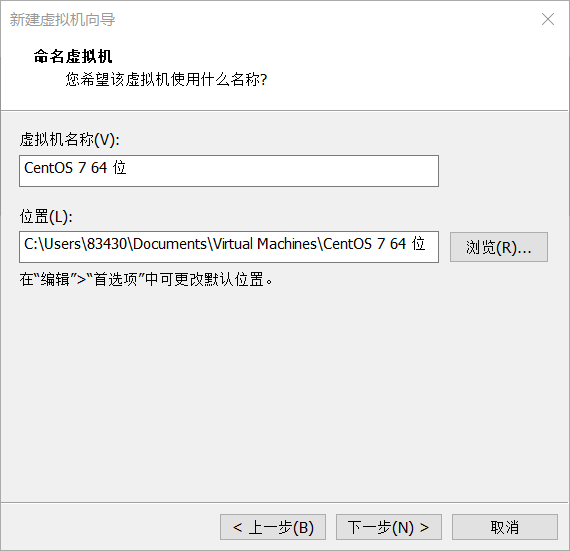 新建虚拟机向导
命名虚拟机
您希望该虚拟机使用什么名称?
虚拟机名称(V):
CentOS 7 64 位
位置(L):
C:\Users\83430\Documents\Virtual Machines\CentOS 7 64 位
浏览(R)...
在“编辑”>“首选项”中可更改默认位置。
< 上一步(B)
下一步(N) >
取消